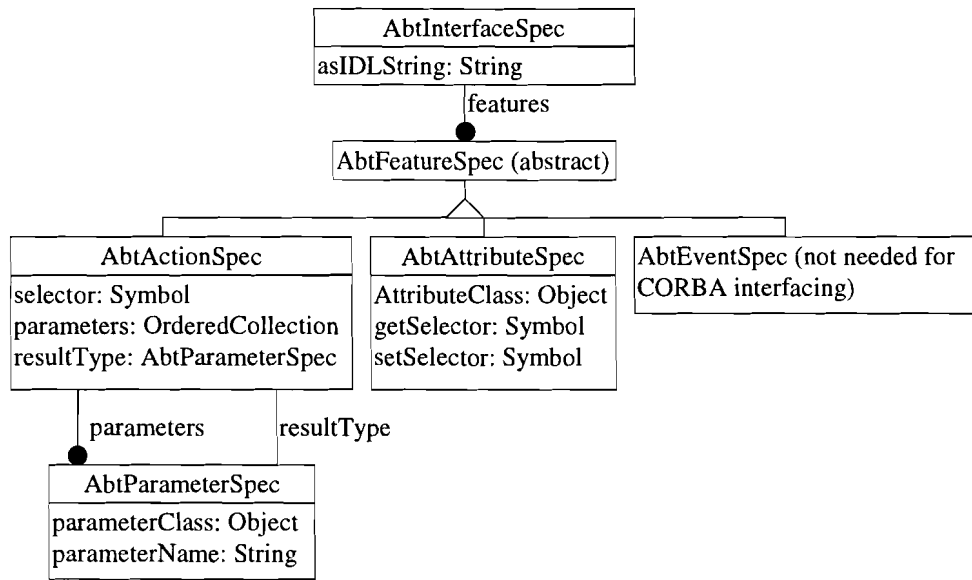 AbtInterfaceSpec
asIDLString: String
features
AbtFeatureSpec (abstract)
AbtActionSpec
selector: Symbol
parameters: OrderedCollection
resultType: AbtParameterSpec
AbtAttributeSpec
AttributeClass: Object
getSelector: Symbol
setSelector: Symbol
AbtEventSpec (not needed for
CORBA interfacing)
parameters
resultType
AbtParameterSpec
parameterClass: Object
parameterName: String